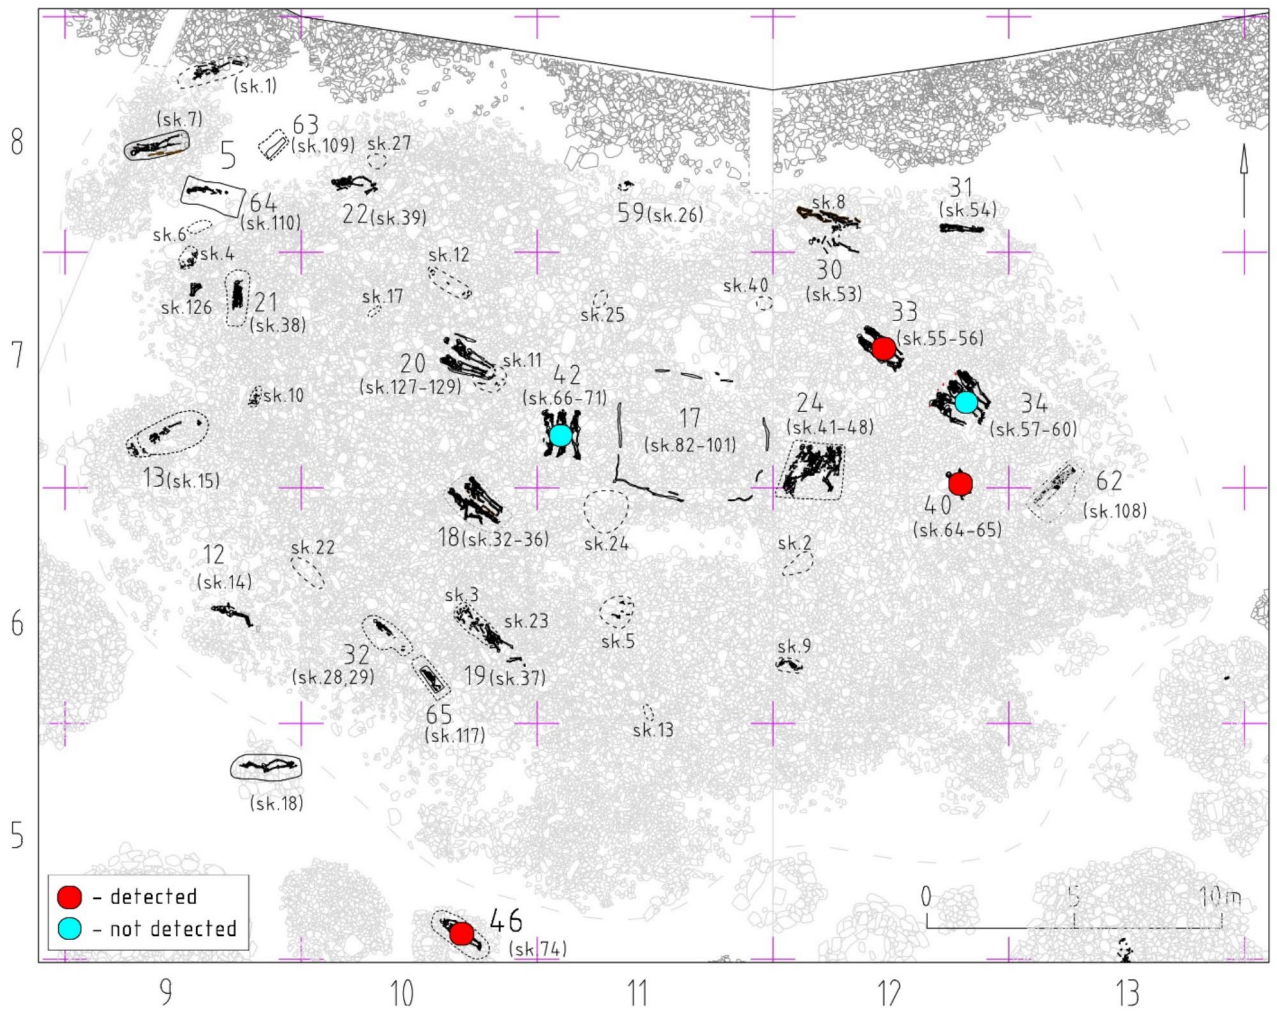 (sk.1)
(sk.7)
8
63
(sk.109)
sk.27
5
64
(sk.110)
22(sk.39)
59(sk.26)
sk.8
31
(sk.54)
sk.6
sk.4
sk.12
30
(sk.53)
sk.126
21
(sk.38)
sk.17
sk.25
sk.40
33
(sk.55-56)
7
20
(sk.127-129)
sk.11
42
(sk.66-71)
sk.10
17
(sk.82-101)
24
(sk.41-48)
34
(sk.57-60)
13(sk.15)
62
(sk.108)
40
(sk.64-65)
18(sk.32-36)
sk.24
sk.2
12
(sk.14)
sk.22
6
sk.3
sk.23
sk.5
sk.9
32
(sk.28,29)
19(sk.37)
65
(sk.117)
sk.13
(sk.18)
5
- detected
- not detected
46
(sk.74)
0 5 10m
9 10 11 12 13